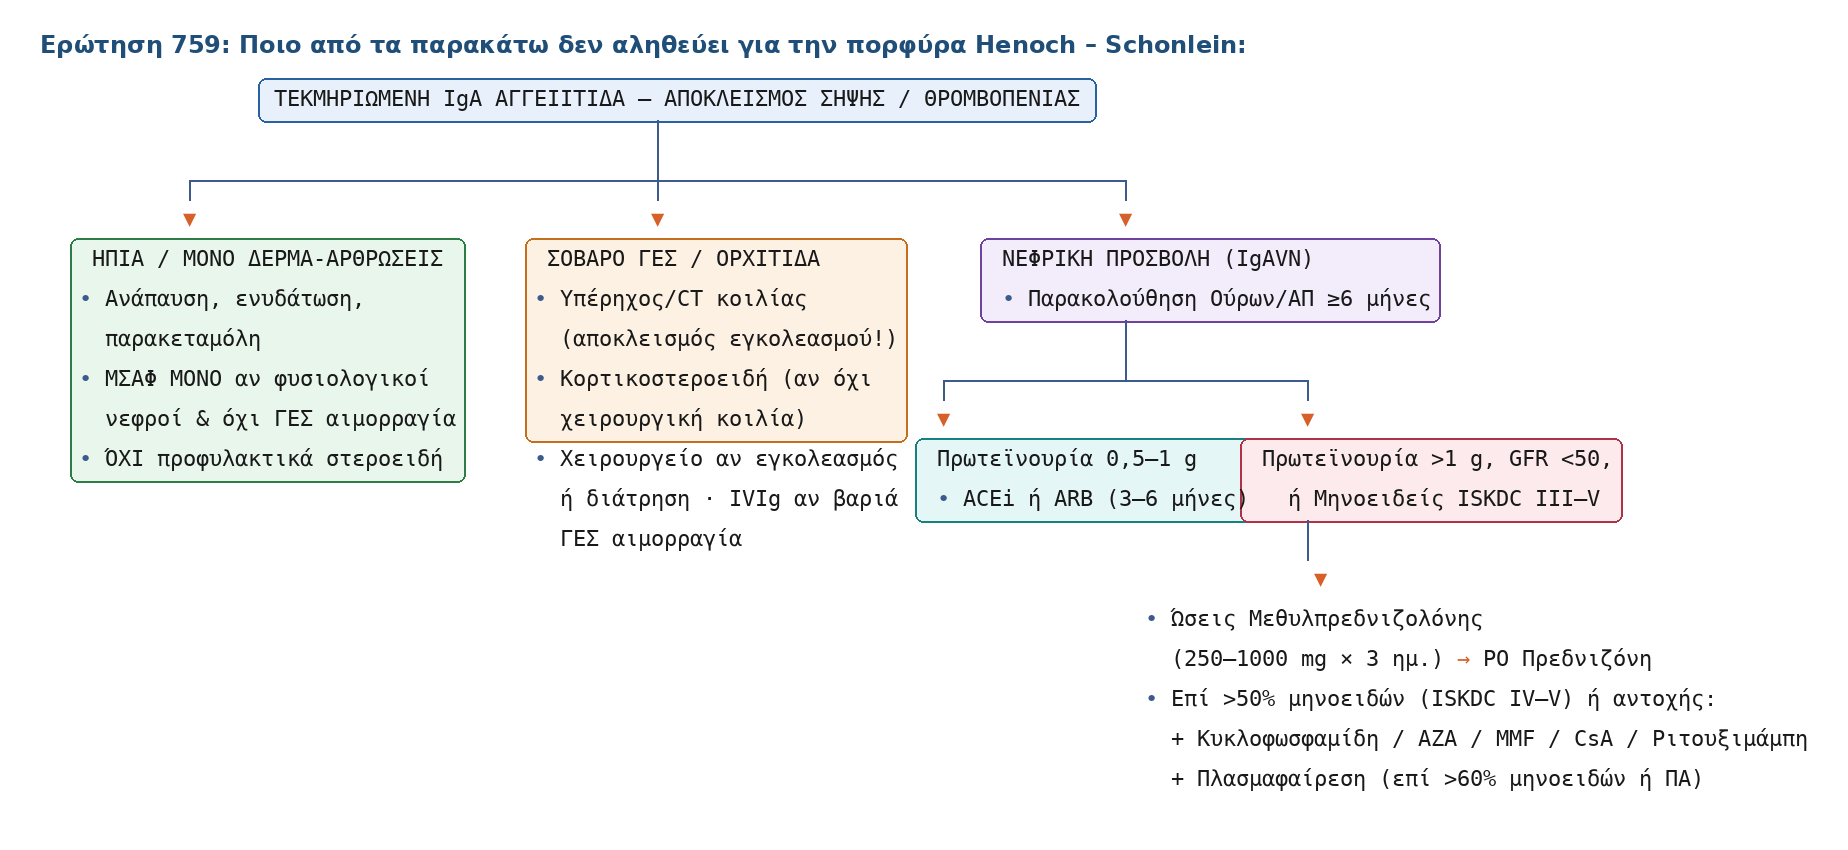 Ερώτηση 759: Ποιο από τα παρακάτω δεν αληθεύει για την πορφύρα Henoch – Schonlein:
ΤΕΚΜΗΡΙΩΜΕΝΗ IgA ΑΓΓΕΙΙΤΙΔΑ — ΑΠΟΚΛΕΙΣΜΟΣ ΣΗΨΗΣ / ΘΡΟΜΒΟΠΕΝΙΑΣ
▼ ▼ ▼
ΗΠΙΑ / ΜΟΝΟ ΔΕΡΜΑ-ΑΡΘΡΩΣΕΙΣ
• Ανάπαυση, ενυδάτωση,
παρακεταμόλη
• ΜΣΑΦ ΜΟΝΟ αν φυσιολογικοί
νεφροί & όχι ΓΕΣ αιμορραγία
• ΌΧΙ προφυλακτικά στεροειδή
ΣΟΒΑΡΟ ΓΕΣ / ΟΡΧΙΤΙΔΑ
• Υπέρηχος/CT κοιλίας
(αποκλεισμός εγκολεασμού!)
• Κορτικοστεροειδή (αν όχι
χειρουργική κοιλία)
• Χειρουργείο αν εγκολεασμός
ή διάτρηση · IVIg αν βαριά
ΓΕΣ αιμορραγία
ΝΕΦΡΙΚΗ ΠΡΟΣΒΟΛΗ (IgAVN)
• Παρακολούθηση Ούρων/ΑΠ ≥6 μήνες
▼ ▼
Πρωτεϊνουρία 0,5–1 g
• ACEi ή ARB (3–6 μήνες)
Πρωτεϊνουρία >1 g, GFR <50,
ή Μηνοειδείς ISKDC III–V
▼
• Ώσεις Μεθυλπρεδνιζολόνης
(250–1000 mg × 3 ημ.) → PO Πρεδνιζόνη
• Επί >50% μηνοειδών (ISKDC IV–V) ή αντοχής:
+ Κυκλοφωσφαμίδη / AZA / MMF / CsA / Ριτουξιμάμπη
+ Πλασμαφαίρεση (επί >60% μηνοειδών ή ΠΑ)